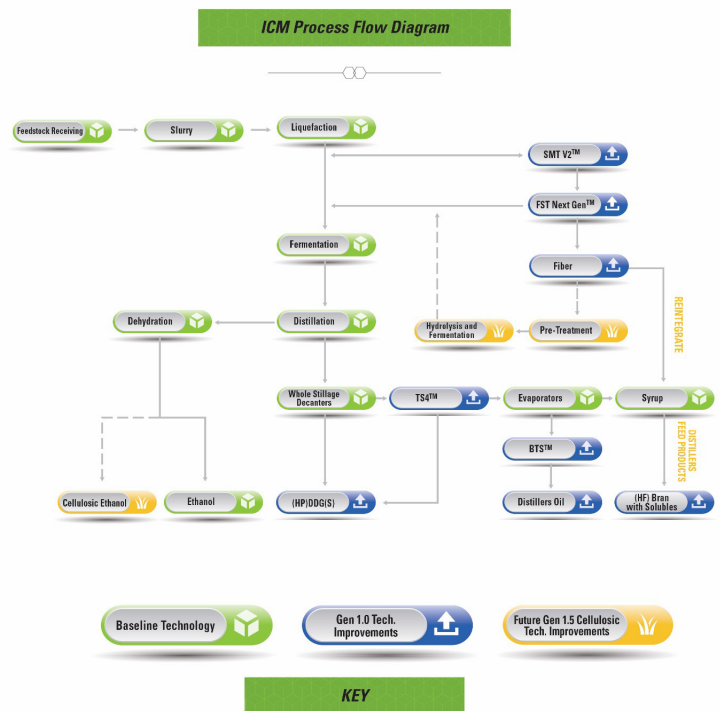 ICM Process Flow Diagram
Feedstock Receiving
Slurry
Liquefaction
SMT V2™
FST Next Gen™
Fermentation
Fiber
REINTEGRATE
Dehydration
Distillation
Hydrolysis and
Fermentation
Pre-Treatment
Whole Stillage
Decanters
TS4™
Evaporators
Syrup
DISTILLERS
FEED PRODUCTS
BTS™
Cellulosic Ethanol
Ethanol
(HP)DDG(S)
Distillers Oil
(HF) Bran
with Solubles
Baseline Technology
Gen 1.0 Tech.
Improvements
Future Gen 1.5 Cellulosic
Tech. Improvements
KEY